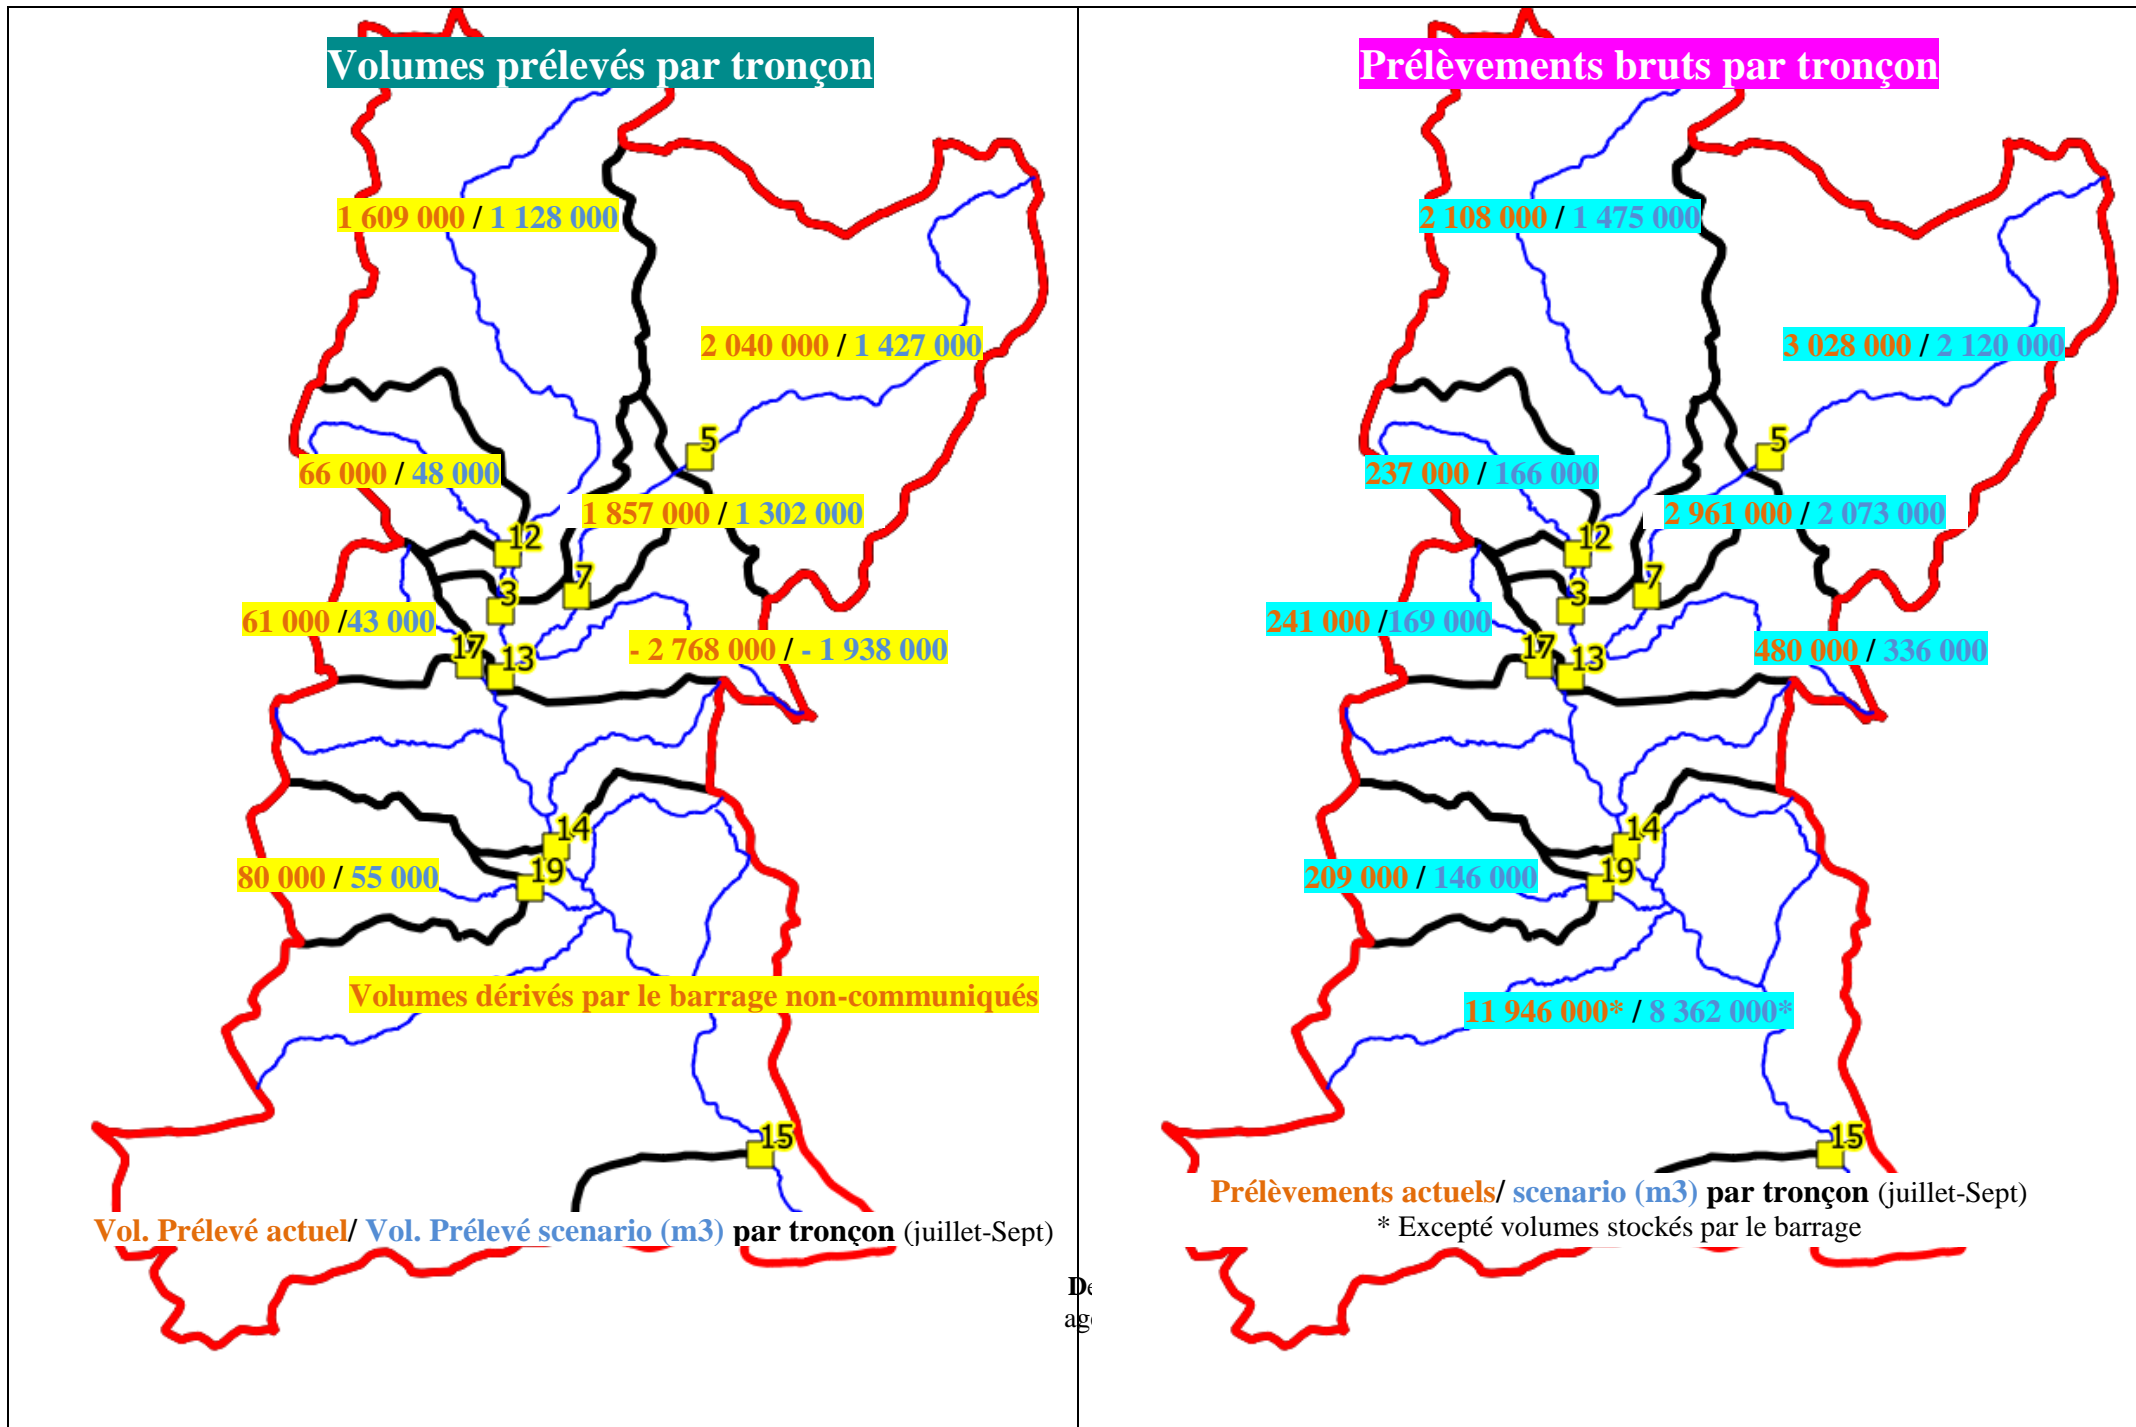 Volumes prélevés par tronçon
1 609 000 / 1 128 000
2 040 000 / 1 427 000
5
66 000 / 48 000
1 857 000 / 1 302 000
12
7
3
61 000 /43 000
17
13
- 2 768 000 / - 1 938 000
14
19
80 000 / 55 000
Volumes dérivés par le barrage non-communiqués
15
Vol. Prélevé actuel/ Vol. Prélevé scenario (m3) par tronçon (juillet-Sept)
Prélèvements bruts par tronçon
2 108 000 / 1 475 000
3 028 000 / 2 120 000
5
237 000 / 166 000
2 961 000 / 2 073 000
12
7
3
241 000 /169 000
17
13
480 000 / 336 000
14
19
209 000 / 146 000
11 946 000* / 8 362 000*
15
Prélèvements actuels/ scenario (m3) par tronçon (juillet-Sept)
* Excepté volumes stockés par le barrage